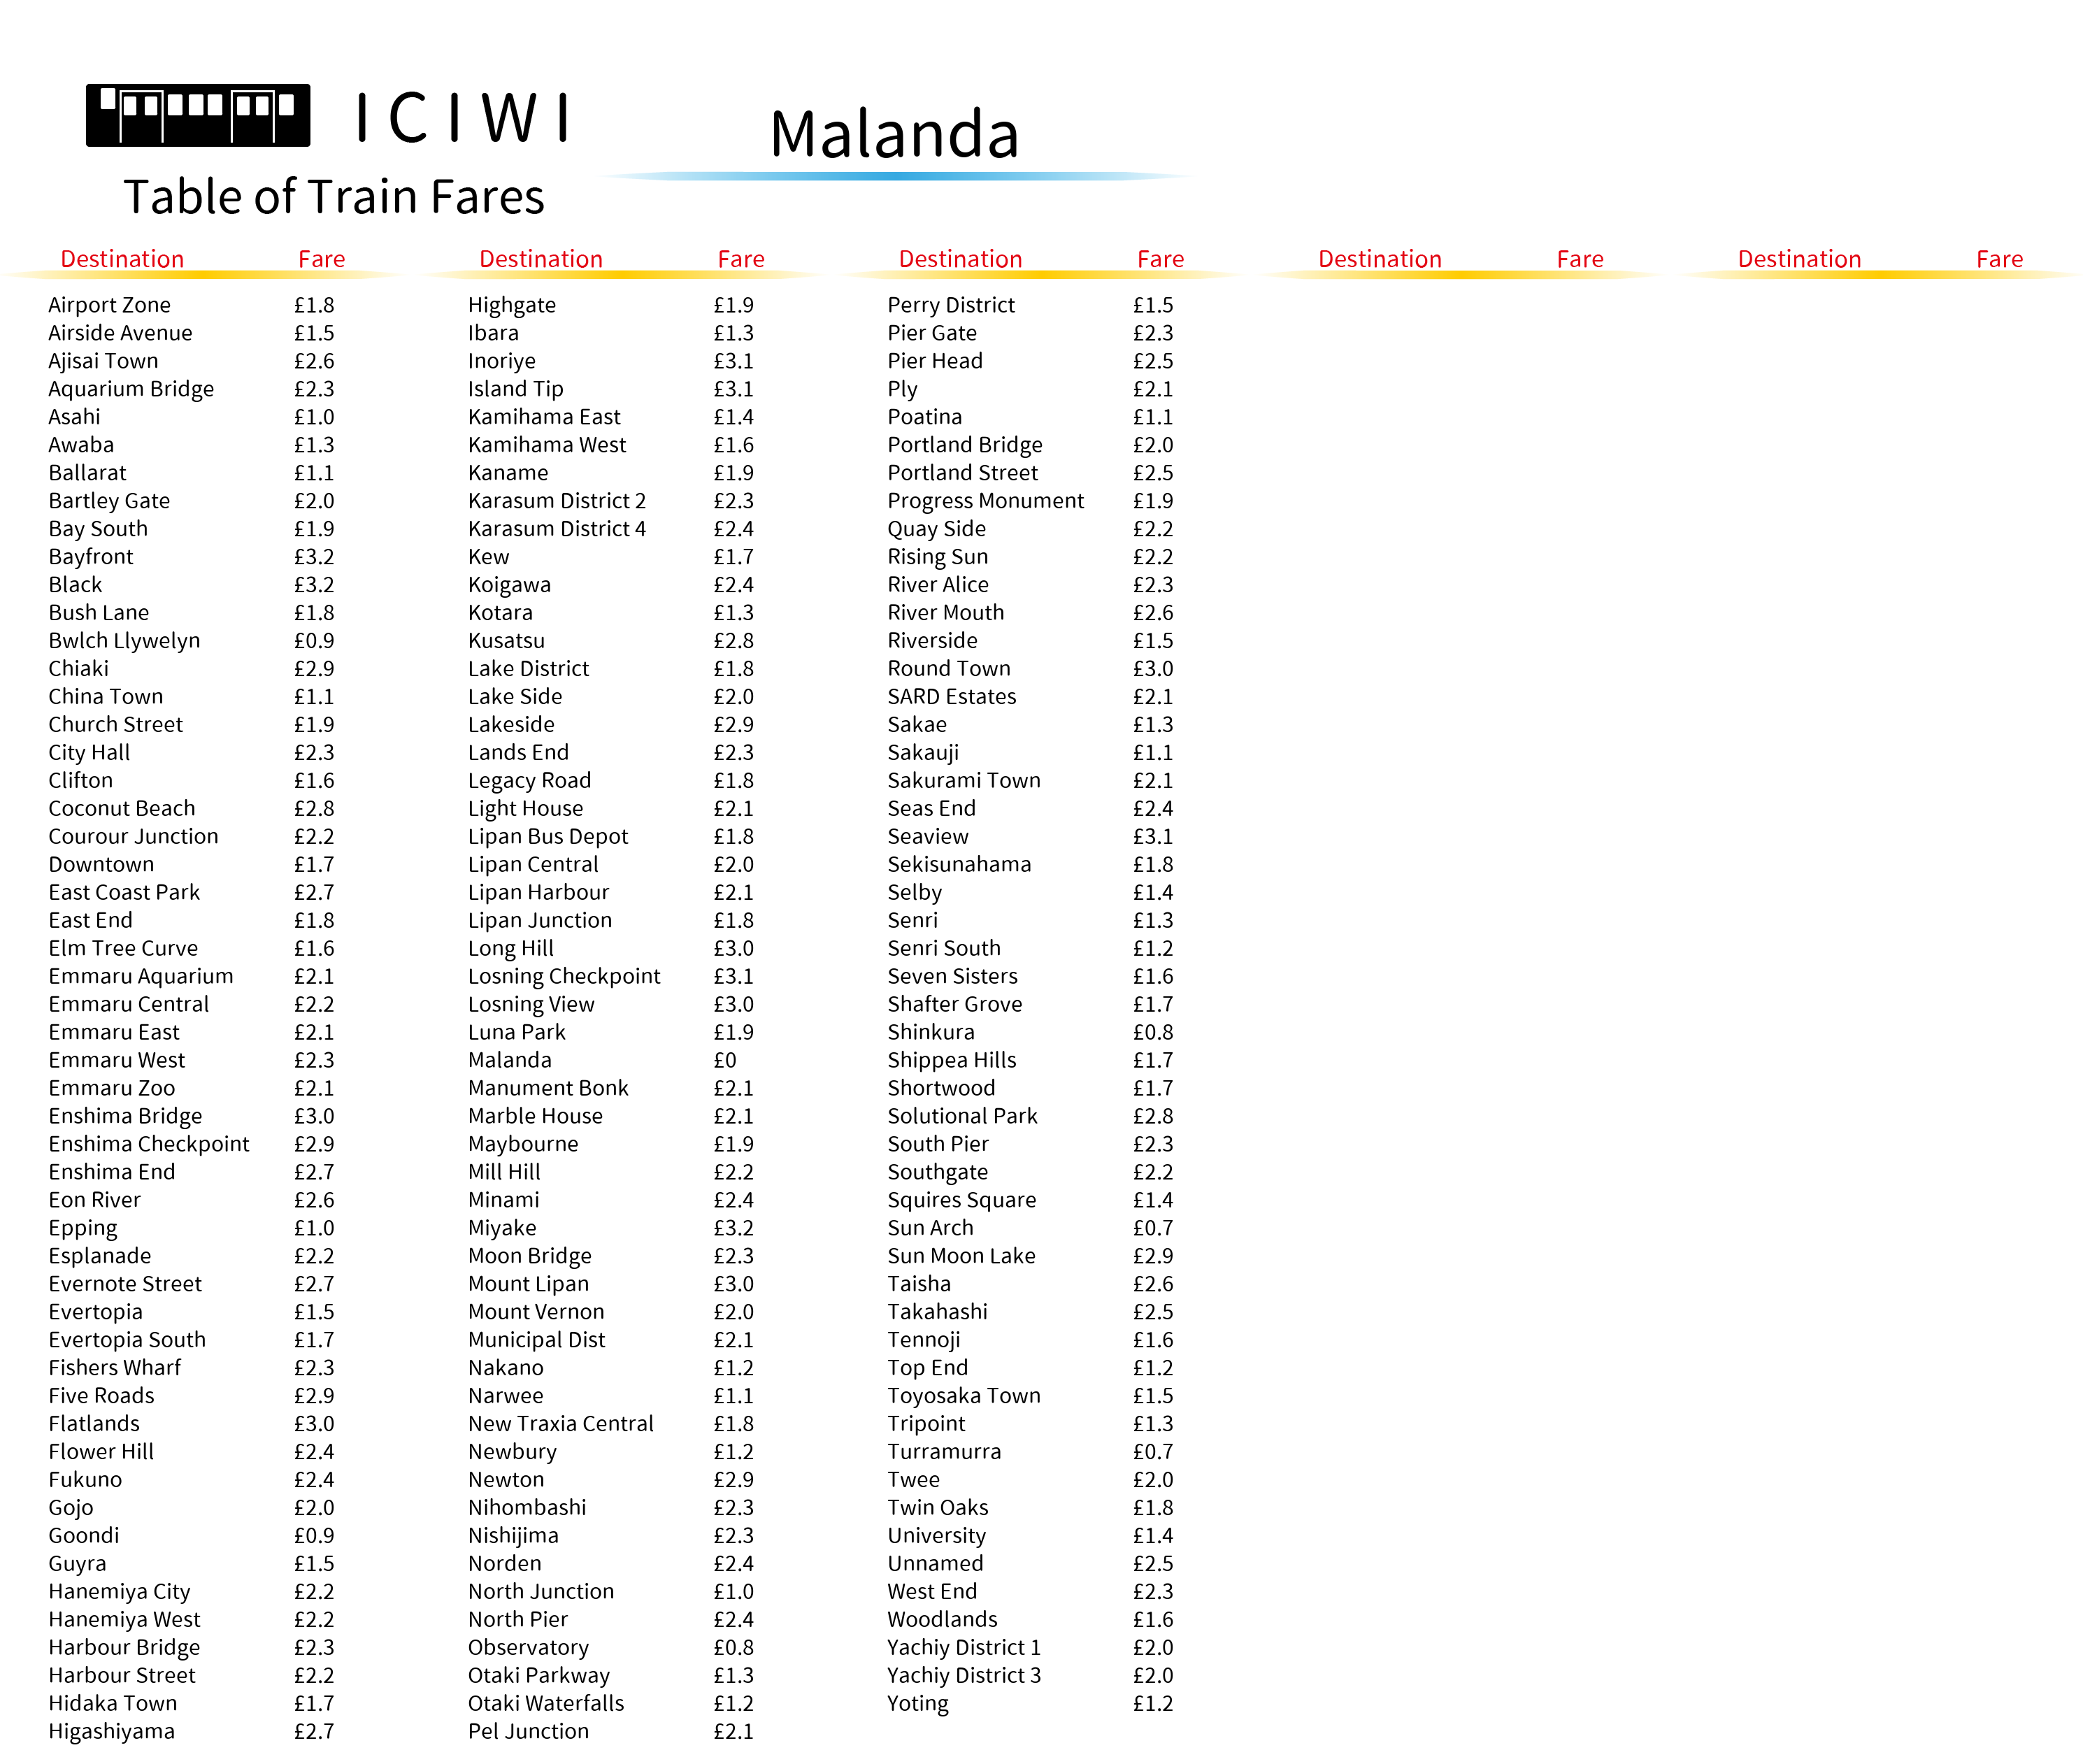 ICIWI
Malanda
Table of Train Fares
Destination Fare
Airport Zone £1.8
Airside Avenue £1.5
Ajisai Town £2.6
Aquarium Bridge £2.3
Asahi £1.0
Awaba £1.3
Ballarat £1.1
Bartley Gate £2.0
Bay South £1.9
Bayfront £3.2
Black £3.2
Bush Lane £1.8
Bwlch Llywelyn £0.9
Chiaki £2.9
China Town £1.1
Church Street £1.9
City Hall £2.3
Clifton £1.6
Coconut Beach £2.8
Courour Junction £2.2
Downtown £1.7
East Coast Park £2.7
East End £1.8
Elm Tree Curve £1.6
Emmaru Aquarium £2.1
Emmaru Central £2.2
Emmaru East £2.1
Emmaru West £2.3
Emmaru Zoo £2.1
Enshima Bridge £3.0
Enshima Checkpoint £2.9
Enshima End £2.7
Eon River £2.6
Epping £1.0
Esplanade £2.2
Evernote Street £2.7
Evertopia £1.5
Evertopia South £1.7
Fishers Wharf £2.3
Five Roads £2.9
Flatlands £3.0
Flower Hill £2.4
Fukuno £2.4
Gojo £2.0
Goondi £0.9
Guyra £1.5
Hanemiya City £2.2
Hanemiya West £2.2
Harbour Bridge £2.3
Harbour Street £2.2
Hidaka Town £1.7
Higashiyama £2.7
Destination Fare
Highgate £1.9
Ibara £1.3
Inoriye £3.1
Island Tip £3.1
Kamihama East £1.4
Kamihama West £1.6
Kaname £1.9
Karasum District 2 £2.3
Karasum District 4 £2.4
Kew £1.7
Koigawa £2.4
Kotara £1.3
Kusatsu £2.8
Lake District £1.8
Lake Side £2.0
Lakeside £2.9
Lands End £2.3
Legacy Road £1.8
Light House £2.1
Lipan Bus Depot £1.8
Lipan Central £2.0
Lipan Harbour £2.1
Lipan Junction £1.8
Long Hill £3.0
Losning Checkpoint £3.1
Losning View £3.0
Luna Park £1.9
Malanda £0
Manument Bonk £2.1
Marble House £2.1
Maybourne £1.9
Mill Hill £2.2
Minami £2.4
Miyake £3.2
Moon Bridge £2.3
Mount Lipan £3.0
Mount Vernon £2.0
Municipal Dist £2.1
Nakano £1.2
Narwee £1.1
New Traxia Central £1.8
Newbury £1.2
Newton £2.9
Nihombashi £2.3
Nishijima £2.3
Norden £2.4
North Junction £1.0
North Pier £2.4
Observatory £0.8
Otaki Parkway £1.3
Otaki Waterfalls £1.2
Pel Junction £2.1
Destination Fare
Perry District £1.5
Pier Gate £2.3
Pier Head £2.5
Ply £2.1
Poatina £1.1
Portland Bridge £2.0
Portland Street £2.5
Progress Monument £1.9
Quay Side £2.2
Rising Sun £2.2
River Alice £2.3
River Mouth £2.6
Riverside £1.5
Round Town £3.0
SARD Estates £2.1
Sakae £1.3
Sakauji £1.1
Sakurami Town £2.1
Seas End £2.4
Seaview £3.1
Sekisunahama £1.8
Selby £1.4
Senri £1.3
Senri South £1.2
Seven Sisters £1.6
Shafter Grove £1.7
Shinkura £0.8
Shippea Hills £1.7
Shortwood £1.7
Solutional Park £2.8
South Pier £2.3
Southgate £2.2
Squires Square £1.4
Sun Arch £0.7
Sun Moon Lake £2.9
Taisha £2.6
Takahashi £2.5
Tennoji £1.6
Top End £1.2
Toyosaka Town £1.5
Tripoint £1.3
Turramurra £0.7
Twee £2.0
Twin Oaks £1.8
University £1.4
Unnamed £2.5
West End £2.3
Woodlands £1.6
Yachiy District 1 £2.0
Yachiy District 3 £2.0
Yoting £1.2
Destination Fare
Destination Fare